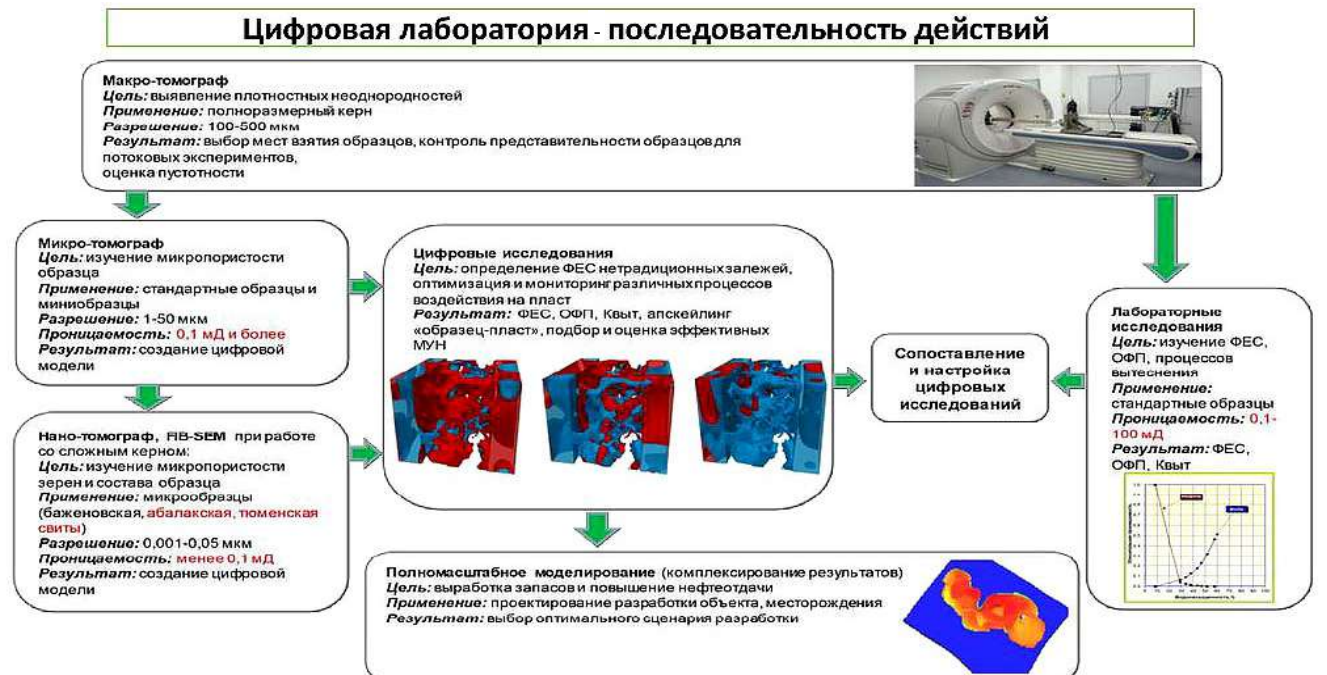 Цифровая лаборатория - последовательность действий
Макро-томограф
Цель: выявление плотностных неоднородностей
Применение: полноразмерный керн
Разрешение: 100-500 мкм
Результат: выбор мест взятия образцов, контроль представительности образцов для
потоковых экспериментов,
оценка пустотности
Микро-томограф
Цель: изучение микропористости
образца
Применение: стандартные образцы и
миниобразцы
Разрешение: 1-50 мкм
Проницаемость: 0,1 мД и более
Результат: создание цифровой
модели
Нано-томограф, FIB-SEM при работе
со сложным керном:
Цель: изучение микропористости
зерен и состава образца
Применение: микрообразцы
(баженовская, абалакская, тюменская
свиты)
Разрешение: 0,001-0,05 мкм
Проницаемость: менее 0,1 мД
Результат: создание цифровой
модели
Цифровые исследования
Цель: определение ФЕС нетрадиционных залежей,
оптимизация и мониторинг различных процессов
воздействия на пласт
Результат: ФЕС, ОФП, Квыт, апскейлинг
«образец-пласт», подбор и оценка эффективных
МУН
Сопоставление
и настройка
цифровых
исследований
Лабораторные
исследования
Цель: изучение ФЕС,
ОФП, процессов
вытеснения
Применение:
стандартные образцы
Проницаемость: 0,1-
100 мД
Результат: ФЕС,
ОФП, Квыт
Полномасштабное моделирование (комплексирование результатов)
Цель: выработка запасов и повышение нефтеотдачи
Применение: проектирование разработки объекта, месторождения
Результат: выбор оптимального сценария разработки